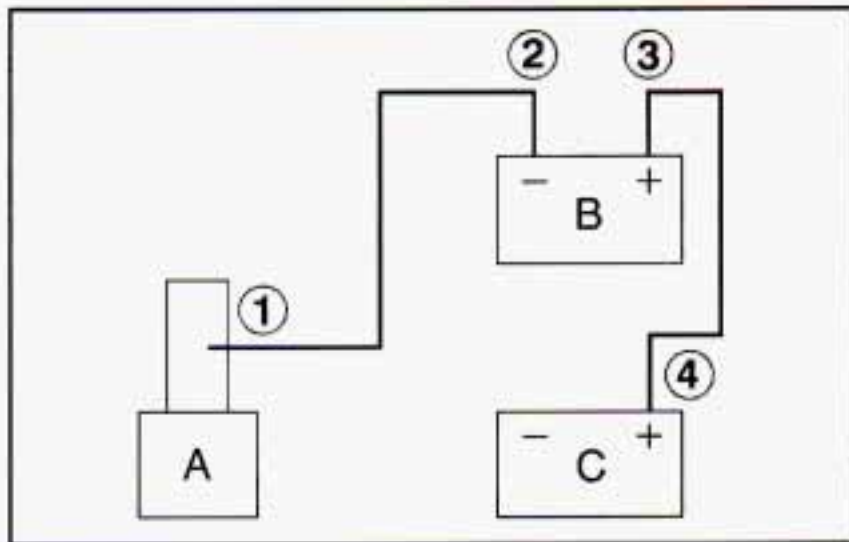 ② ③
− +
B
①
④
− +
A C